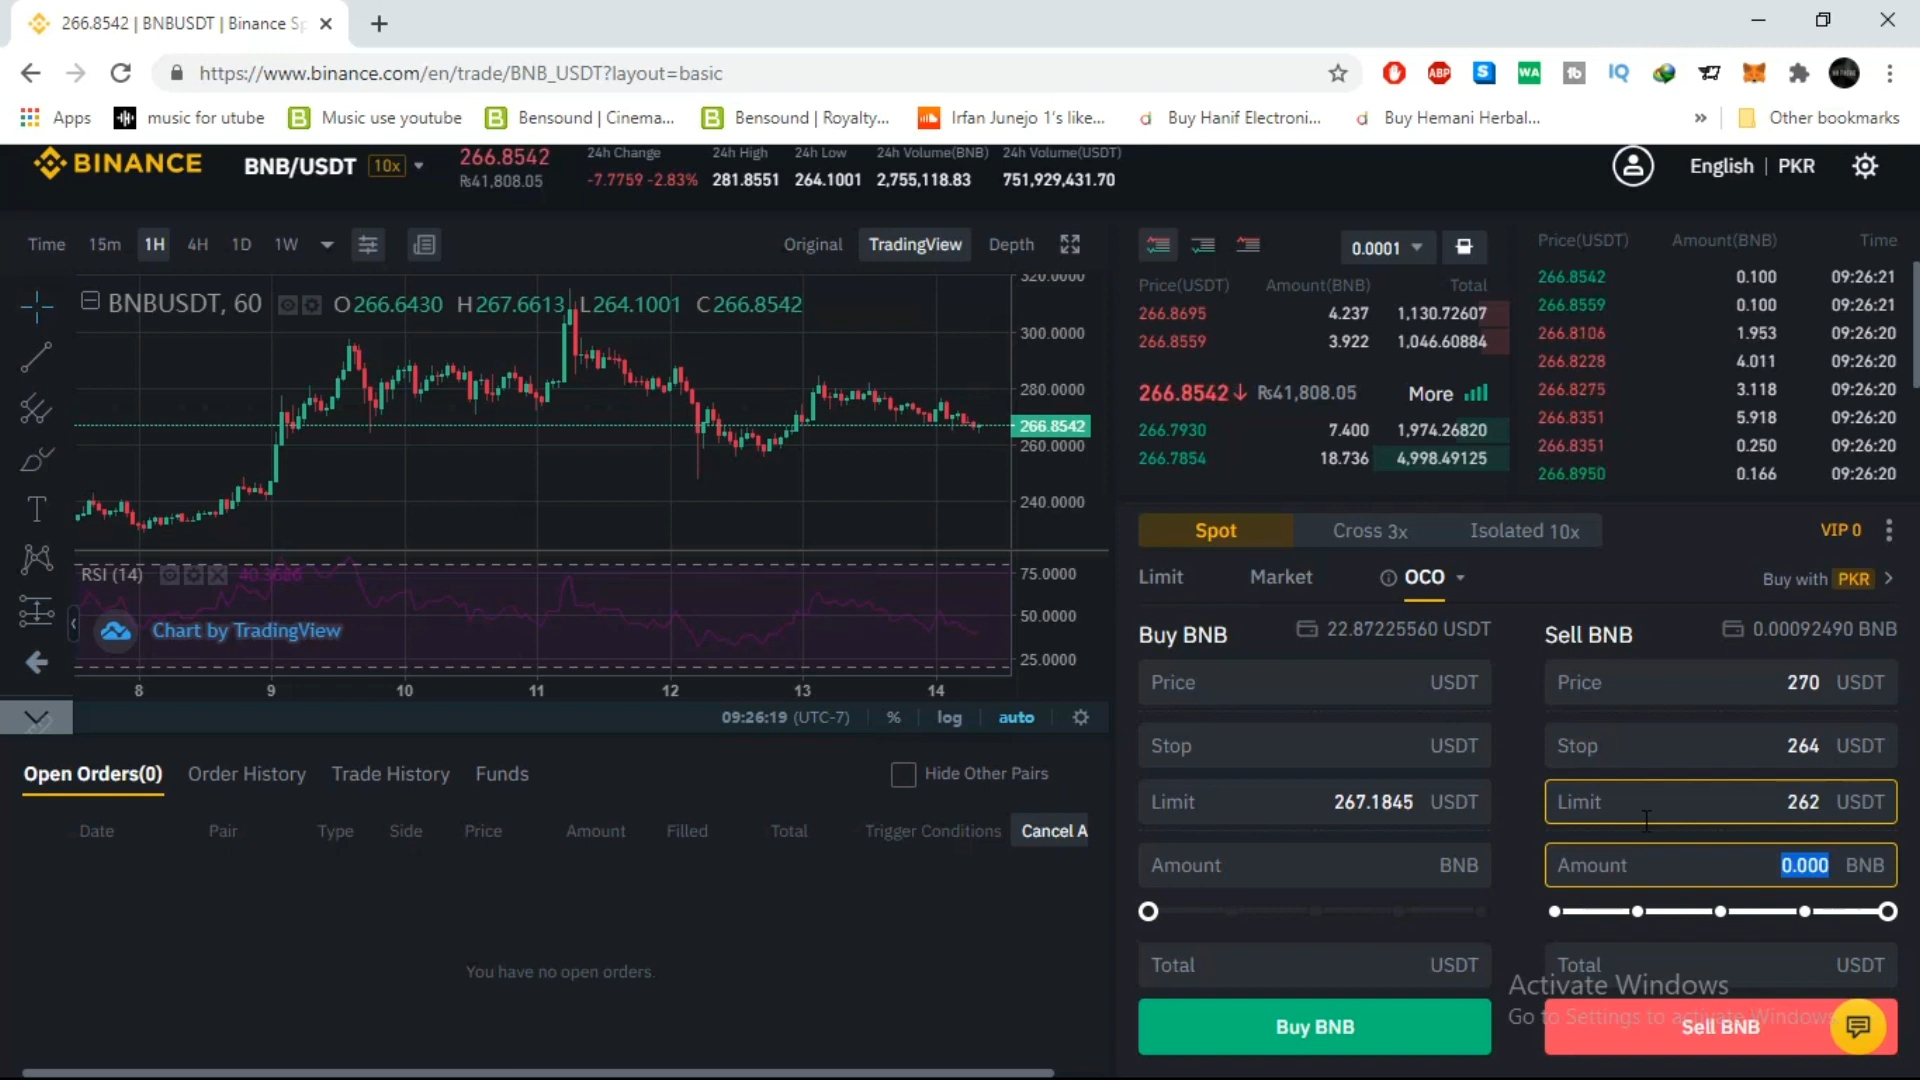 266.8542 | BNBUSDT | Binance Sp
https://www.binance.com/en/trade/BNB_USDT?layout=basic
ABP
S
WA
IQ
Apps
music for utube
B Music use youtube
B Bensound | Cinema...
B Bensound | Royalty...
Irfan Junejo 1's like...
d Buy Hanif Electroni...
d Buy Hemani Herbal...
»
Other bookmarks
BINANCE
BNB/USDT 10x
266.8542
₨41,808.05
24h Change
-7.7759 -2.83%
24h High
281.8551
24h Low
264.1001
24h Volume(BNB)
2,755,118.83
24h Volume(USDT)
751,929,431.70
English | PKR
Time 15m 1H 4H 1D 1W
Original TradingView Depth
BNBUSDT, 60 O266.6430 H267.6613 L264.1001 C266.8542
320.0000
300.0000
280.0000
266.8542
260.0000
240.0000
RSI (14) 40.3686
75.0000
50.0000
25.0000
Chart by TradingView
8 9 10 11 12 13 14
09:26:19 (UTC-7) % log auto
0.0001
Price(USDT) Amount(BNB) Total
266.8695 4.237 1,130.72607
266.8559 3.922 1,046.60884
266.8542↓ ₨41,808.05 More
266.7930 7.400 1,974.26820
266.7854 18.736 4,998.49125
Price(USDT) Amount(BNB) Time
266.8542 0.100 09:26:21
266.8559 0.100 09:26:21
266.8106 1.953 09:26:20
266.8228 4.011 09:26:20
266.8275 3.118 09:26:20
266.8351 5.918 09:26:20
266.8351 0.250 09:26:20
266.8950 0.166 09:26:20
Spot Cross 3x Isolated 10x VIP 0
Limit Market OCO Buy with PKR
Buy BNB 22.87225560 USDT
Price USDT
Stop USDT
Limit 267.1845 USDT
Amount BNB
Total USDT
Buy BNB
Sell BNB 0.00092490 BNB
Price 270 USDT
Stop 264 USDT
Limit 262 USDT
Amount 0.000 BNB
Total USDT
Sell BNB
Activate Windows
Go to Settings to activate Windows.
Open Orders(0) Order History Trade History Funds
Hide Other Pairs
Date Pair Type Side Price Amount Filled Total Trigger Conditions Cancel A
You have no open orders.